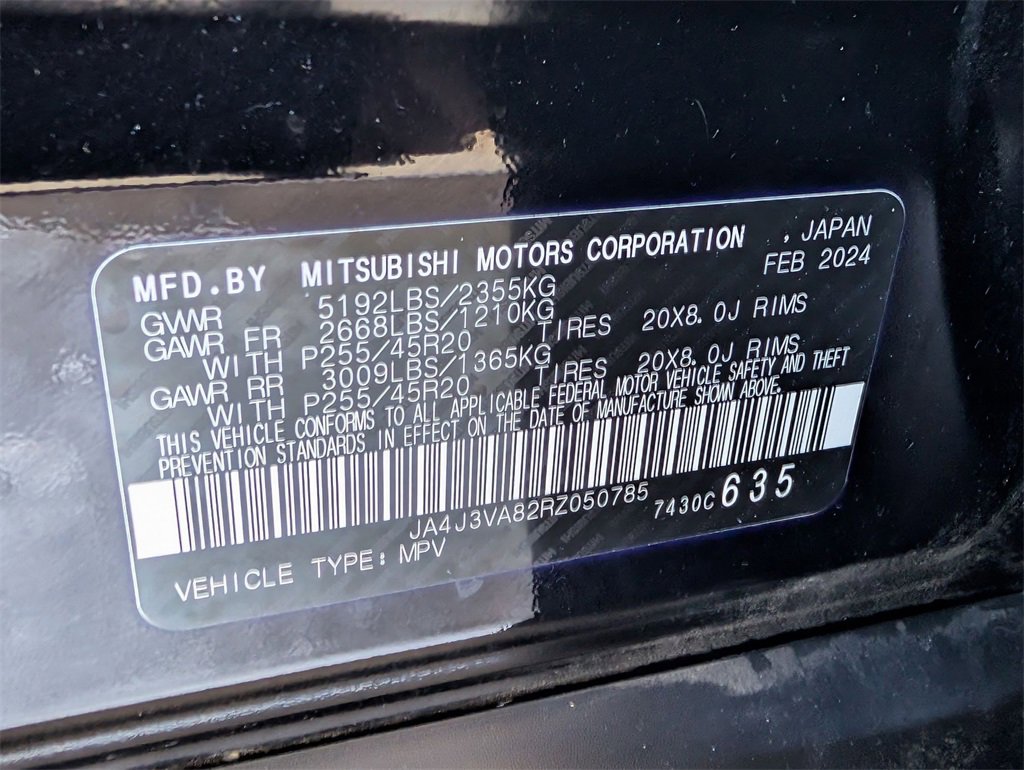 MFD.BY MITSUBISHI MOTORS CORPORATION , JAPAN
FEB 2024
GVWR 5192LBS/2355KG
GAWR FR 2668LBS/1210KG
WITH P255/45R20 TIRES 20X8.0J RIMS
GAWR RR 3009LBS/1365KG
WITH P255/45R20 TIRES 20X8.0J RIMS
THIS VEHICLE CONFORMS TO ALL APPLICABLE FEDERAL MOTOR VEHICLE SAFETY AND THEFT
PREVENTION STANDARDS IN EFFECT ON THE DATE OF MANUFACTURE SHOWN ABOVE.
JA4J3VA82RZ050785 7430C 635
VEHICLE TYPE: MPV